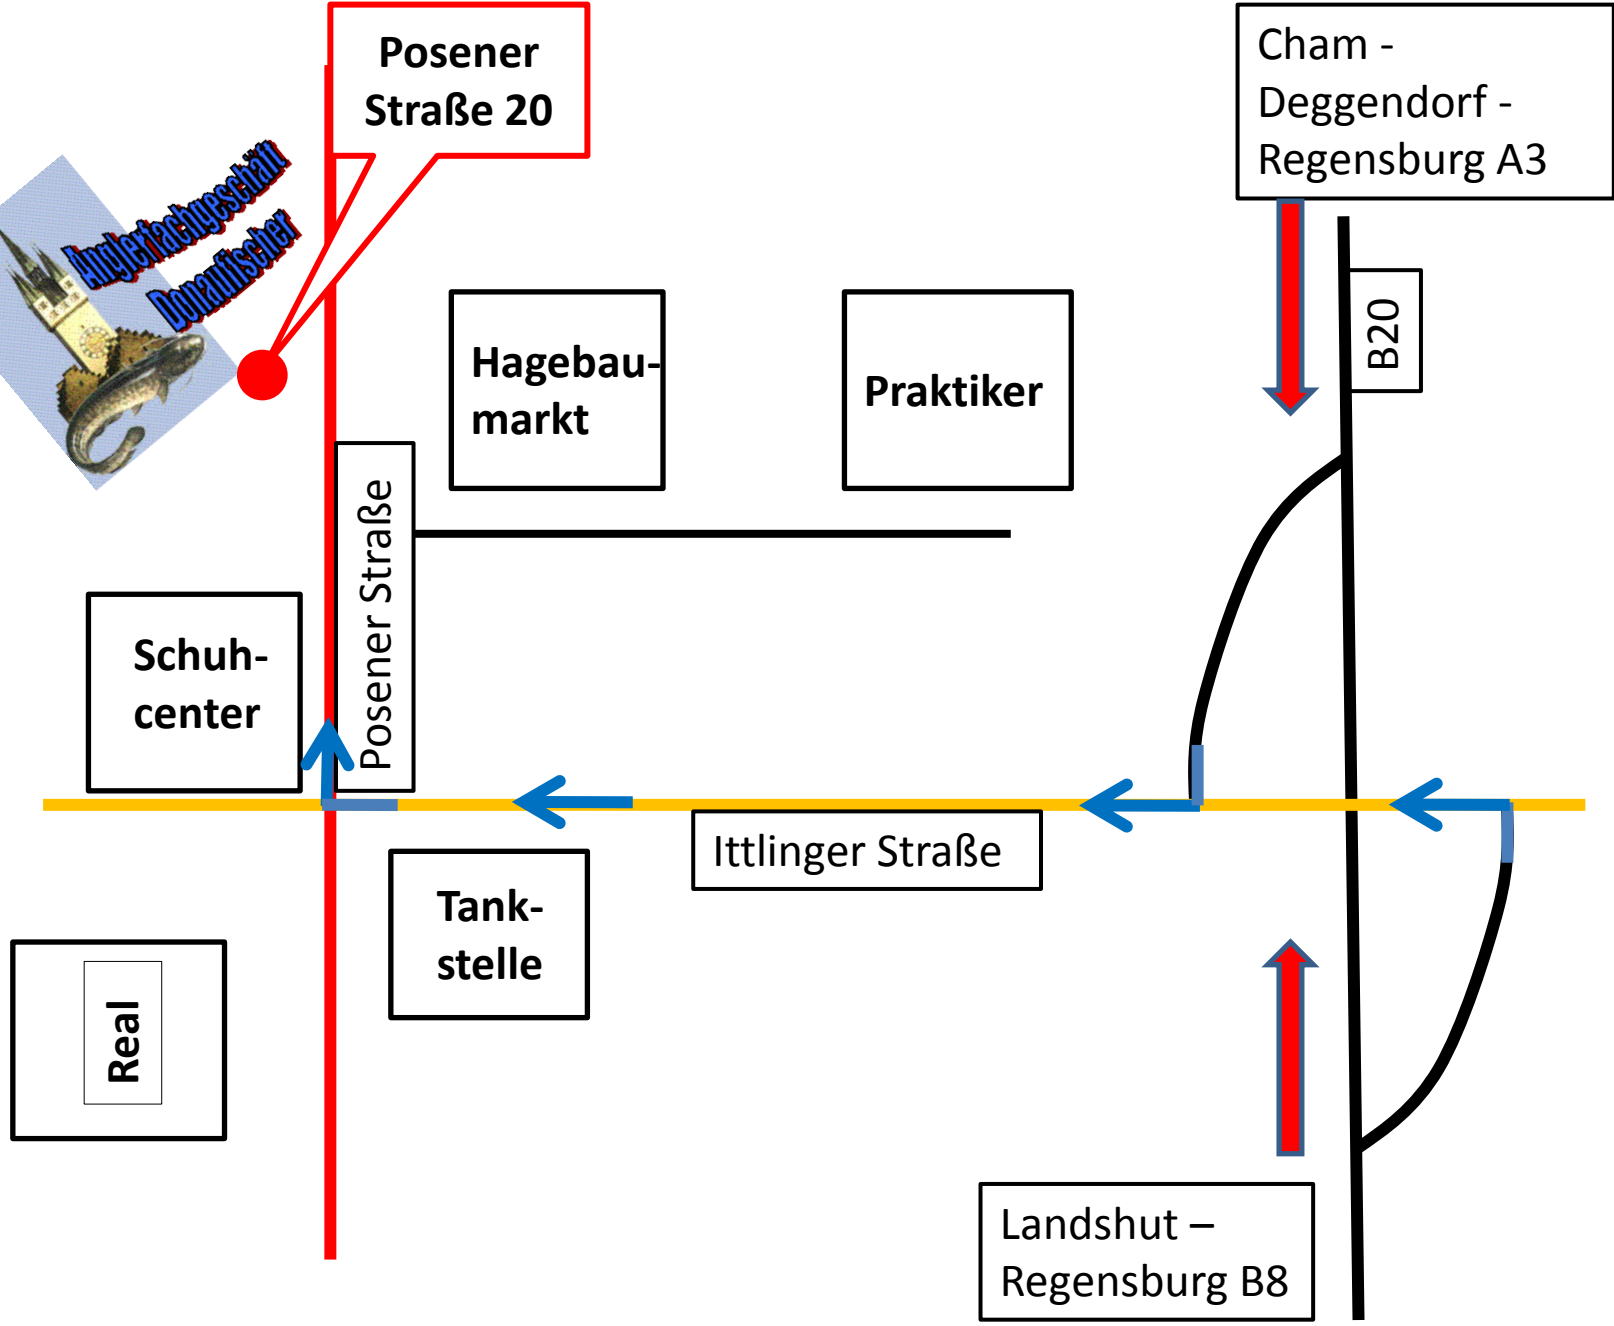 Posener
Straße 20
Cham -
Deggendorf -
Regensburg A3
Anglerfachgeschäft
Donaufischer
B20
Hagebau-
markt
Praktiker
Posener Straße
Schuh-
center
Ittlinger Straße
Tank-
stelle
Real
Landshut –
Regensburg B8